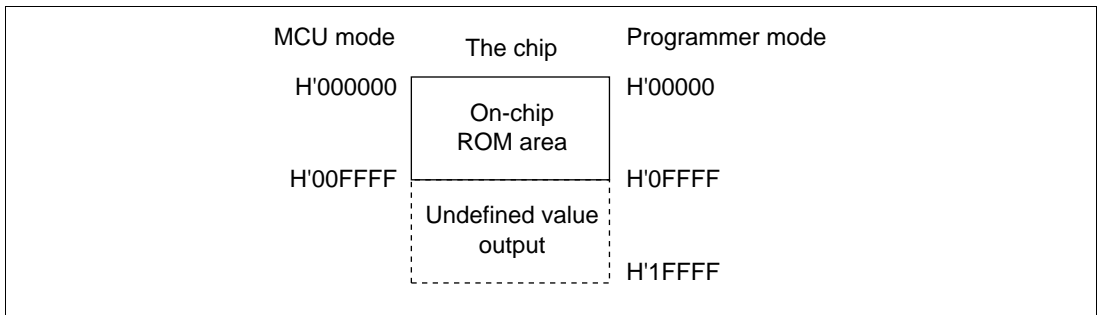 MCU mode The chip Programmer mode
H'000000 H'00000
On-chip
ROM area
H'00FFFF H'0FFFF
Undefined value
output
H'1FFFF